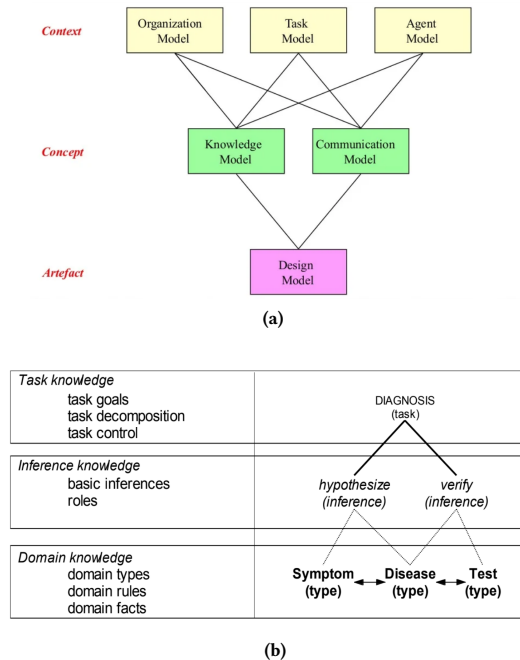 Context
Organization
Model
Task
Model
Agent
Model
Concept
Knowledge
Model
Communication
Model
Artefact
Design
Model
(a)
Task knowledge
task goals
task decomposition
task control
DIAGNOSIS
(task)
Inference knowledge
basic inferences
roles
hypothesize
(inference)
verify
(inference)
Domain knowledge
domain types
domain rules
domain facts
Symptom
(type)
Disease
(type)
Test
(type)
(b)